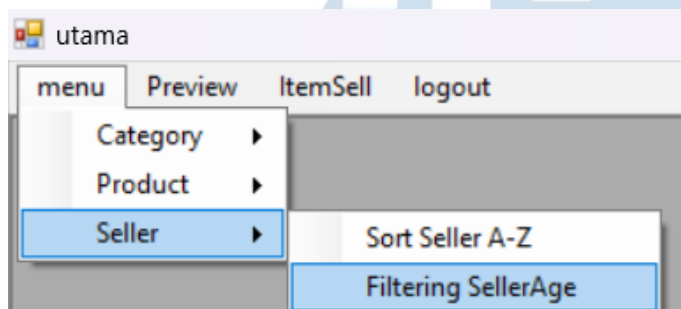 utama
menu Preview ItemSell logout
Category
Product
Seller
Sort Seller A-Z
Filtering SellerAge